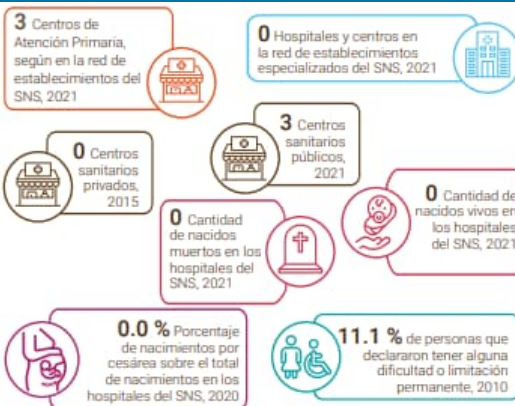 3 Centros de
Atención Primaria,
según en la red de
establecimientos del
SNS, 2021
0 Hospitales y centros en
la red de establecimientos
especializados del SNS, 2021
0 Centros
sanitarios
privados,
2015
3 Centros
sanitarios
públicos,
2021
0 Cantidad
de nacidos
muertos en los
hospitales del
SNS, 2021
0 Cantidad de
nacidos vivos en
los hospitales
del SNS, 2021
0.0 % Porcentaje
de nacimientos por
cesárea sobre el total
de nacimientos en los
hospitales del SNS, 2020
11.1 % de personas que
declararon tener alguna
dificultad o limitación
permanente, 2010